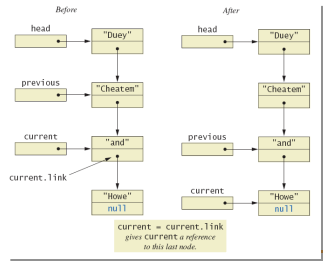 Before
After
head
"Duey"
head
"Duey"
"Cheatem"
previous
"Cheatem"
current
"and"
previous
"and"
current.link
"Howe"
null
current
"Howe"
null
current = current.link
gives current a reference
to this last node.